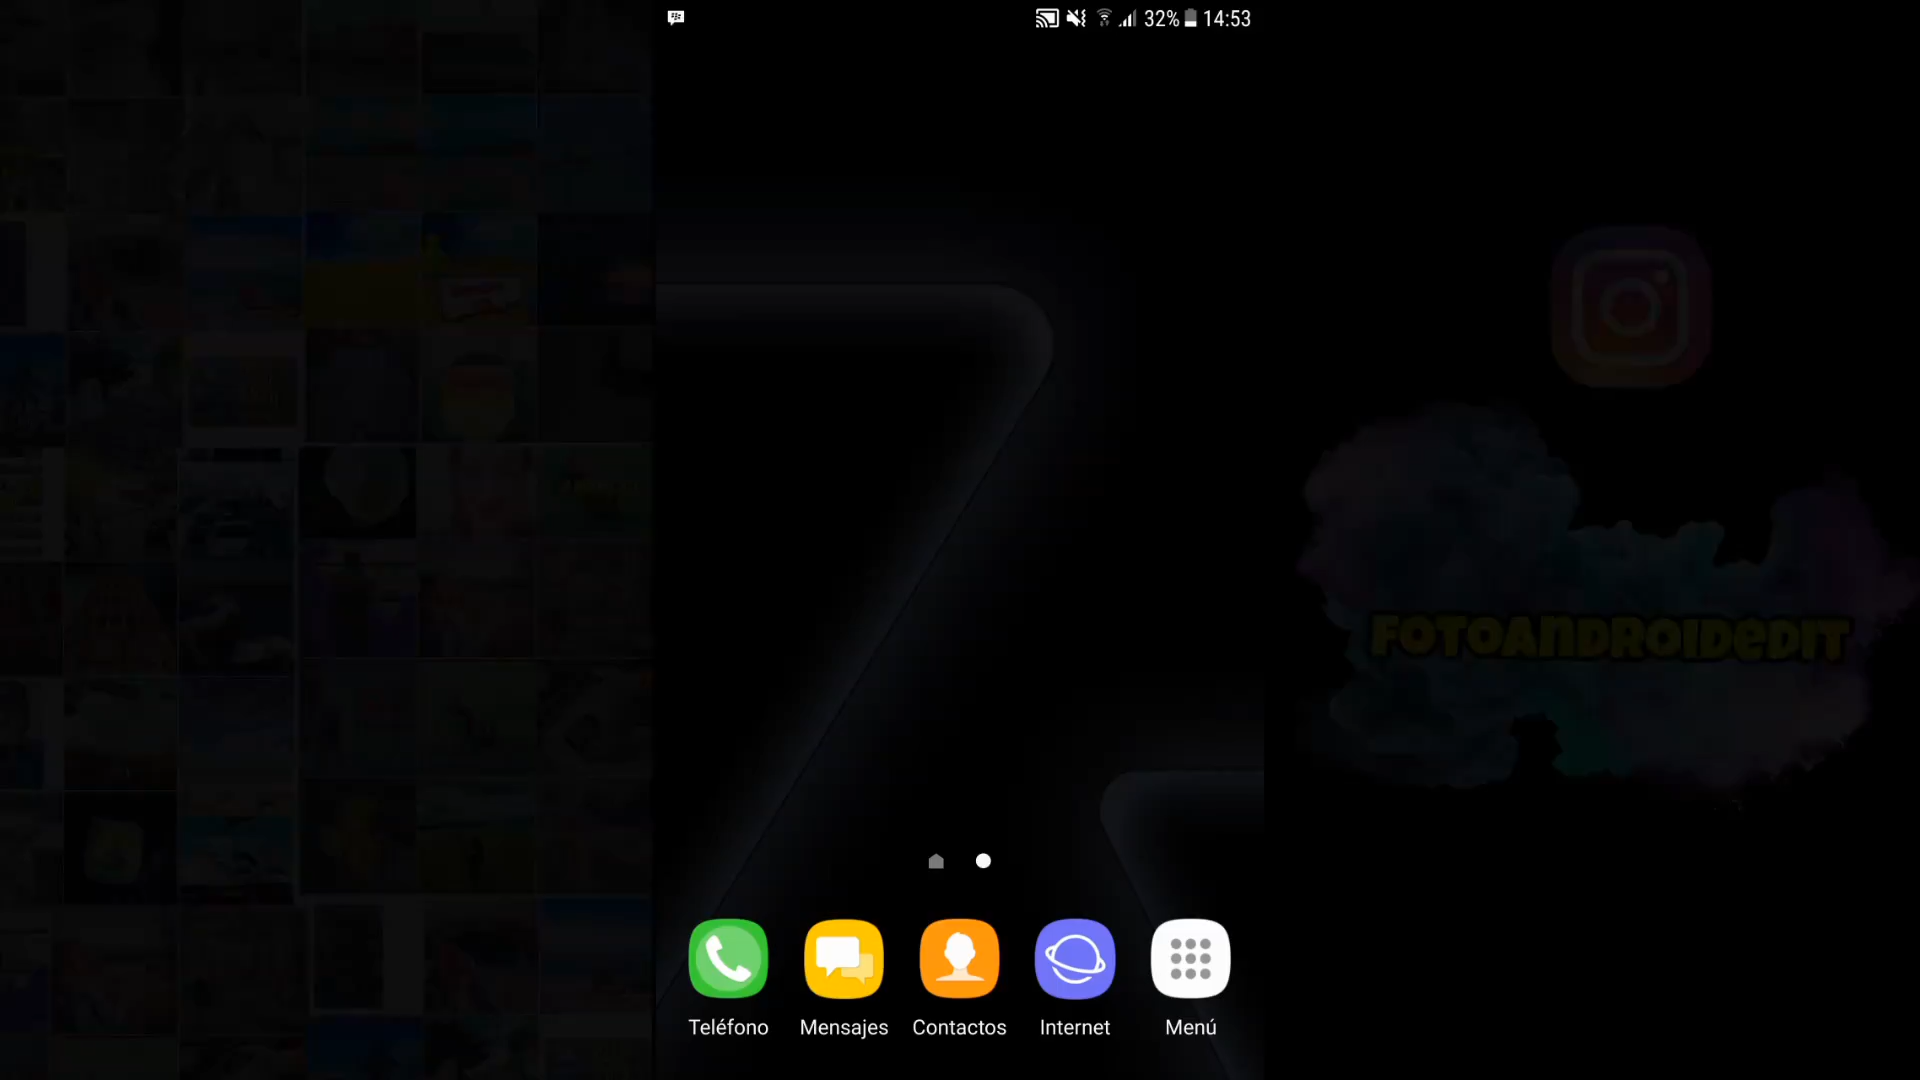 32% 14:53
FOTOANDROIDEDIT
Teléfono Mensajes Contactos Internet Menú